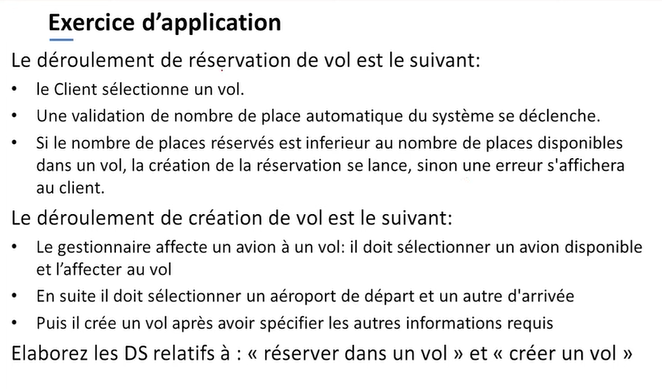 Exercice d'application
Le déroulement de réservation de vol est le suivant:
• le Client sélectionne un vol.
• Une validation de nombre de place automatique du système se déclenche.
• Si le nombre de places réservés est inferieur au nombre de places disponibles
dans un vol, la création de la réservation se lance, sinon une erreur s'affichera
au client.
Le déroulement de création de vol est le suivant:
• Le gestionnaire affecte un avion à un vol: il doit sélectionner un avion disponible
et l'affecter au vol
• En suite il doit sélectionner un aéroport de départ et un autre d'arrivée
• Puis il crée un vol après avoir spécifier les autres informations requis
Elaborez les DS relatifs à : « réserver dans un vol » et « créer un vol »